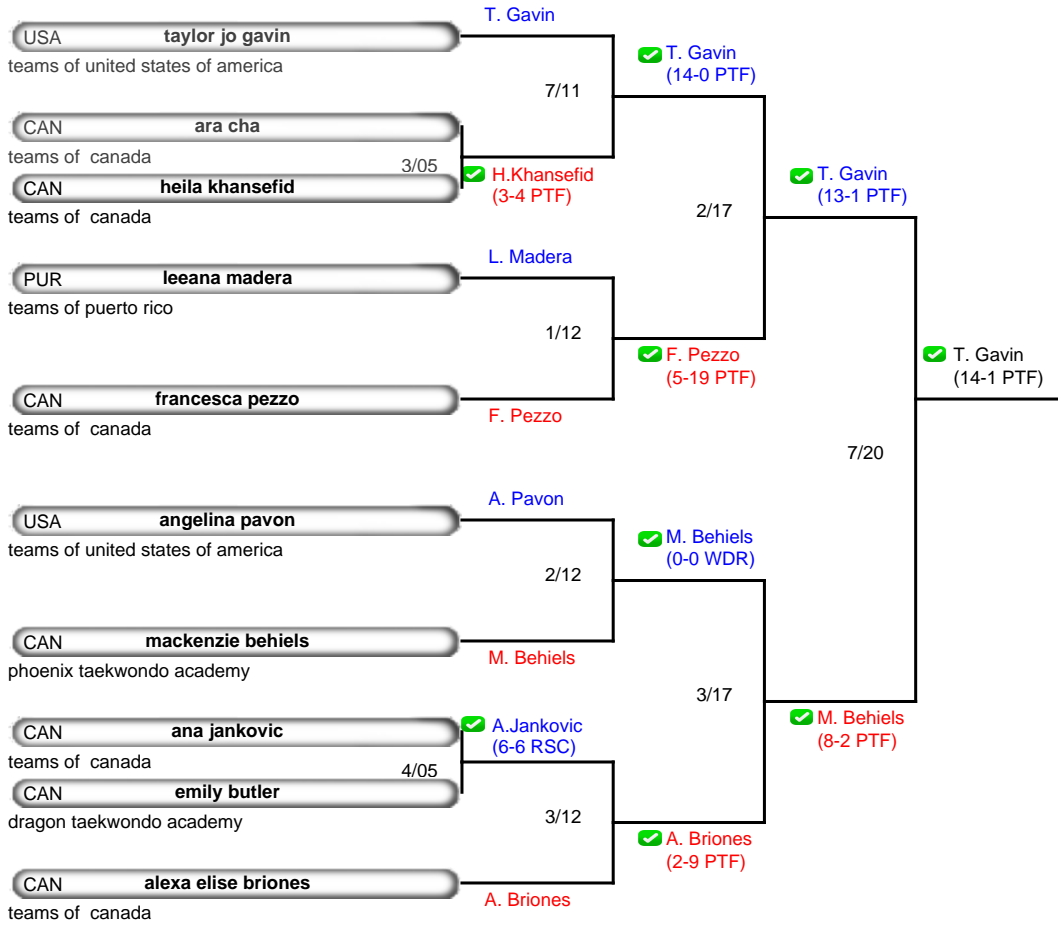 T. Gavin
USA taylor jo gavin
teams of united states of america
T. Gavin
(14-0 PTF)
7/11
CAN ara cha
teams of canada
3/05
CAN heila khansefid
teams of canada
H.Khansefid
(3-4 PTF)
T. Gavin
(13-1 PTF)
2/17
L. Madera
PUR leeana madera
teams of puerto rico
1/12
F. Pezzo
(5-19 PTF)
T. Gavin
(14-1 PTF)
CAN francesca pezzo
teams of canada
F. Pezzo
7/20
A. Pavon
USA angelina pavon
teams of united states of america
M. Behiels
(0-0 WDR)
2/12
CAN mackenzie behiels
phoenix taekwondo academy
M. Behiels
3/17
CAN ana jankovic
teams of canada
A.Jankovic
(6-6 RSC)
M. Behiels
(8-2 PTF)
4/05
CAN emily butler
dragon taekwondo academy
3/12
A. Briones
(2-9 PTF)
CAN alexa elise briones
teams of canada
A. Briones